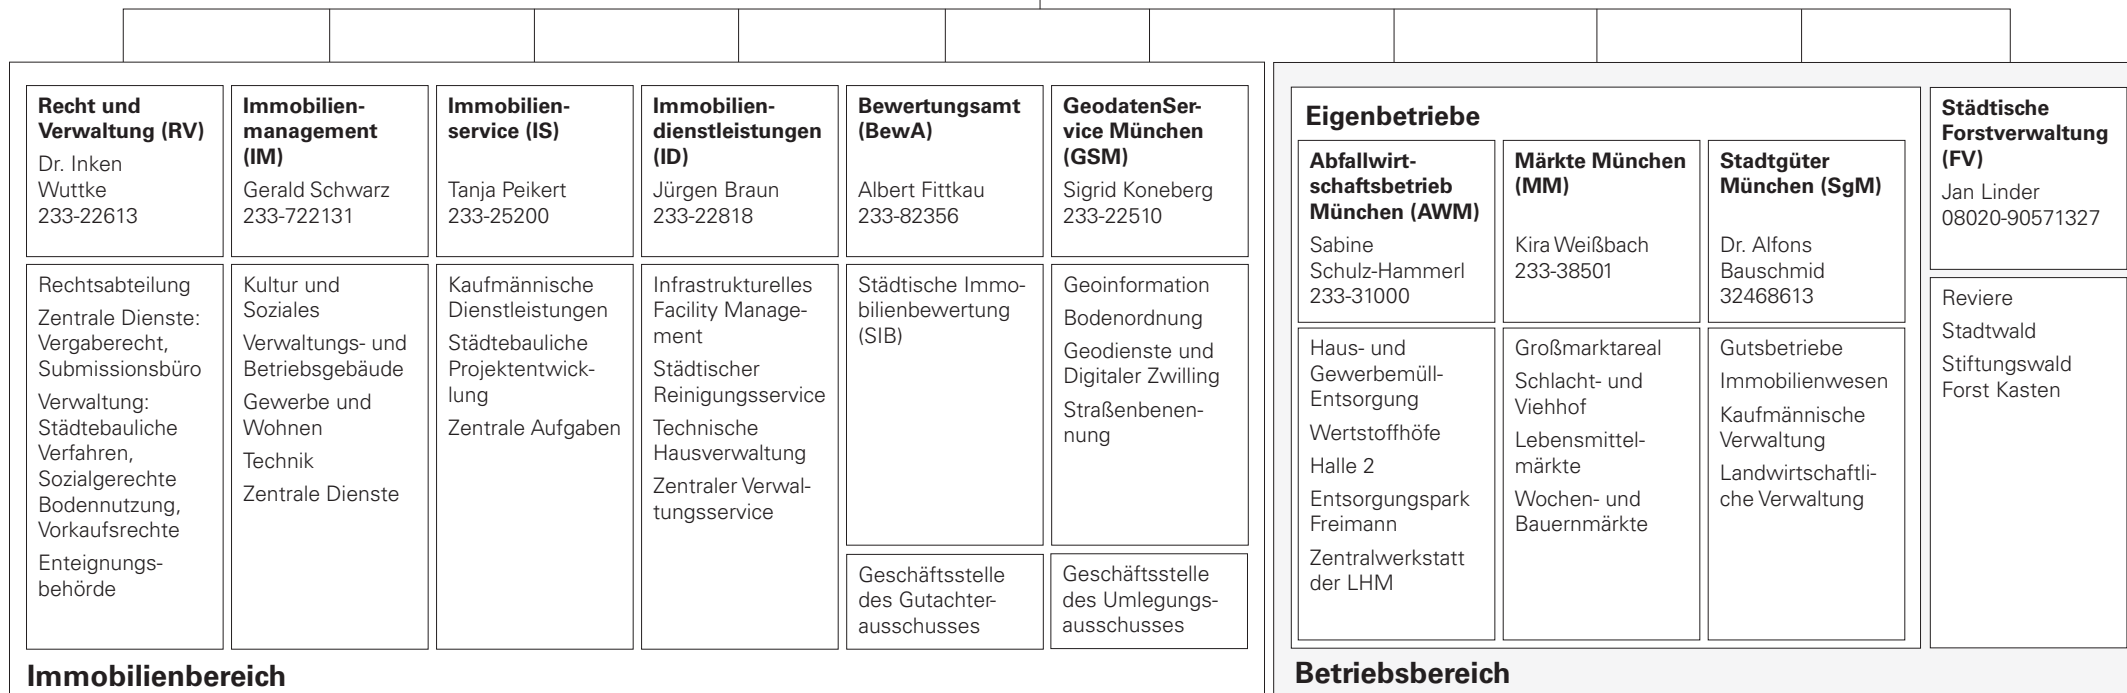 Recht und
Verwaltung (RV)
Dr. Inken
Wuttke
233-22613
Rechtsabteilung
Zentrale Dienste:
Vergaberecht,
Submissionsbüro
Verwaltung:
Städtebauliche
Verfahren,
Sozialgerechte
Bodennutzung,
Vorkaufsrechte
Enteignungs-
behörde
Immobilien-
management
(IM)
Gerald Schwarz
233-722131
Kultur und
Soziales
Verwaltungs- und
Betriebsgebäude
Gewerbe und
Wohnen
Technik
Zentrale Dienste
Immobilien-
service (IS)
Tanja Peikert
233-25200
Kaufmännische
Dienstleistungen
Städtebauliche
Projektentwick-
lung
Zentrale Aufgaben
Immobilien-
dienstleistungen
(ID)
Jürgen Braun
233-22818
Infrastrukturelles
Facility Manage-
ment
Städtischer
Reinigungsservice
Technische
Hausverwaltung
Zentraler Verwal-
tungsservice
Bewertungsamt
(BewA)
Albert Fittkau
233-82356
Städtische Immo-
bilienbewertung
(SIB)
Geschäftsstelle
des Gutachter-
ausschusses
GeodatenSer-
vice München
(GSM)
Sigrid Koneberg
233-22510
Geoinformation
Bodenordnung
Geodienste und
Digitaler Zwilling
Straßenbenen-
nung
Geschäftsstelle
des Umlegungs-
ausschusses
Immobilienbereich
Eigenbetriebe
Abfallwirt-
schaftsbetrieb
München (AWM)
Sabine
Schulz-Hammerl
233-31000
Haus- und
Gewerbemüll-
Entsorgung
Wertstoffhöfe
Halle 2
Entsorgungspark
Freimann
Zentralwerkstatt
der LHM
Märkte München
(MM)
Kira Weißbach
233-38501
Großmarktareal
Schlacht- und
Viehhof
Lebensmittel-
märkte
Wochen- und
Bauernmärkte
Stadtgüter
München (SgM)
Dr. Alfons
Bauschmid
32468613
Gutsbetriebe
Immobilienwesen
Kaufmännische
Verwaltung
Landwirtschaftli-
che Verwaltung
Städtische
Forstverwaltung
(FV)
Jan Linder
08020-90571327
Reviere
Stadtwald
Stiftungswald
Forst Kasten
Betriebsbereich